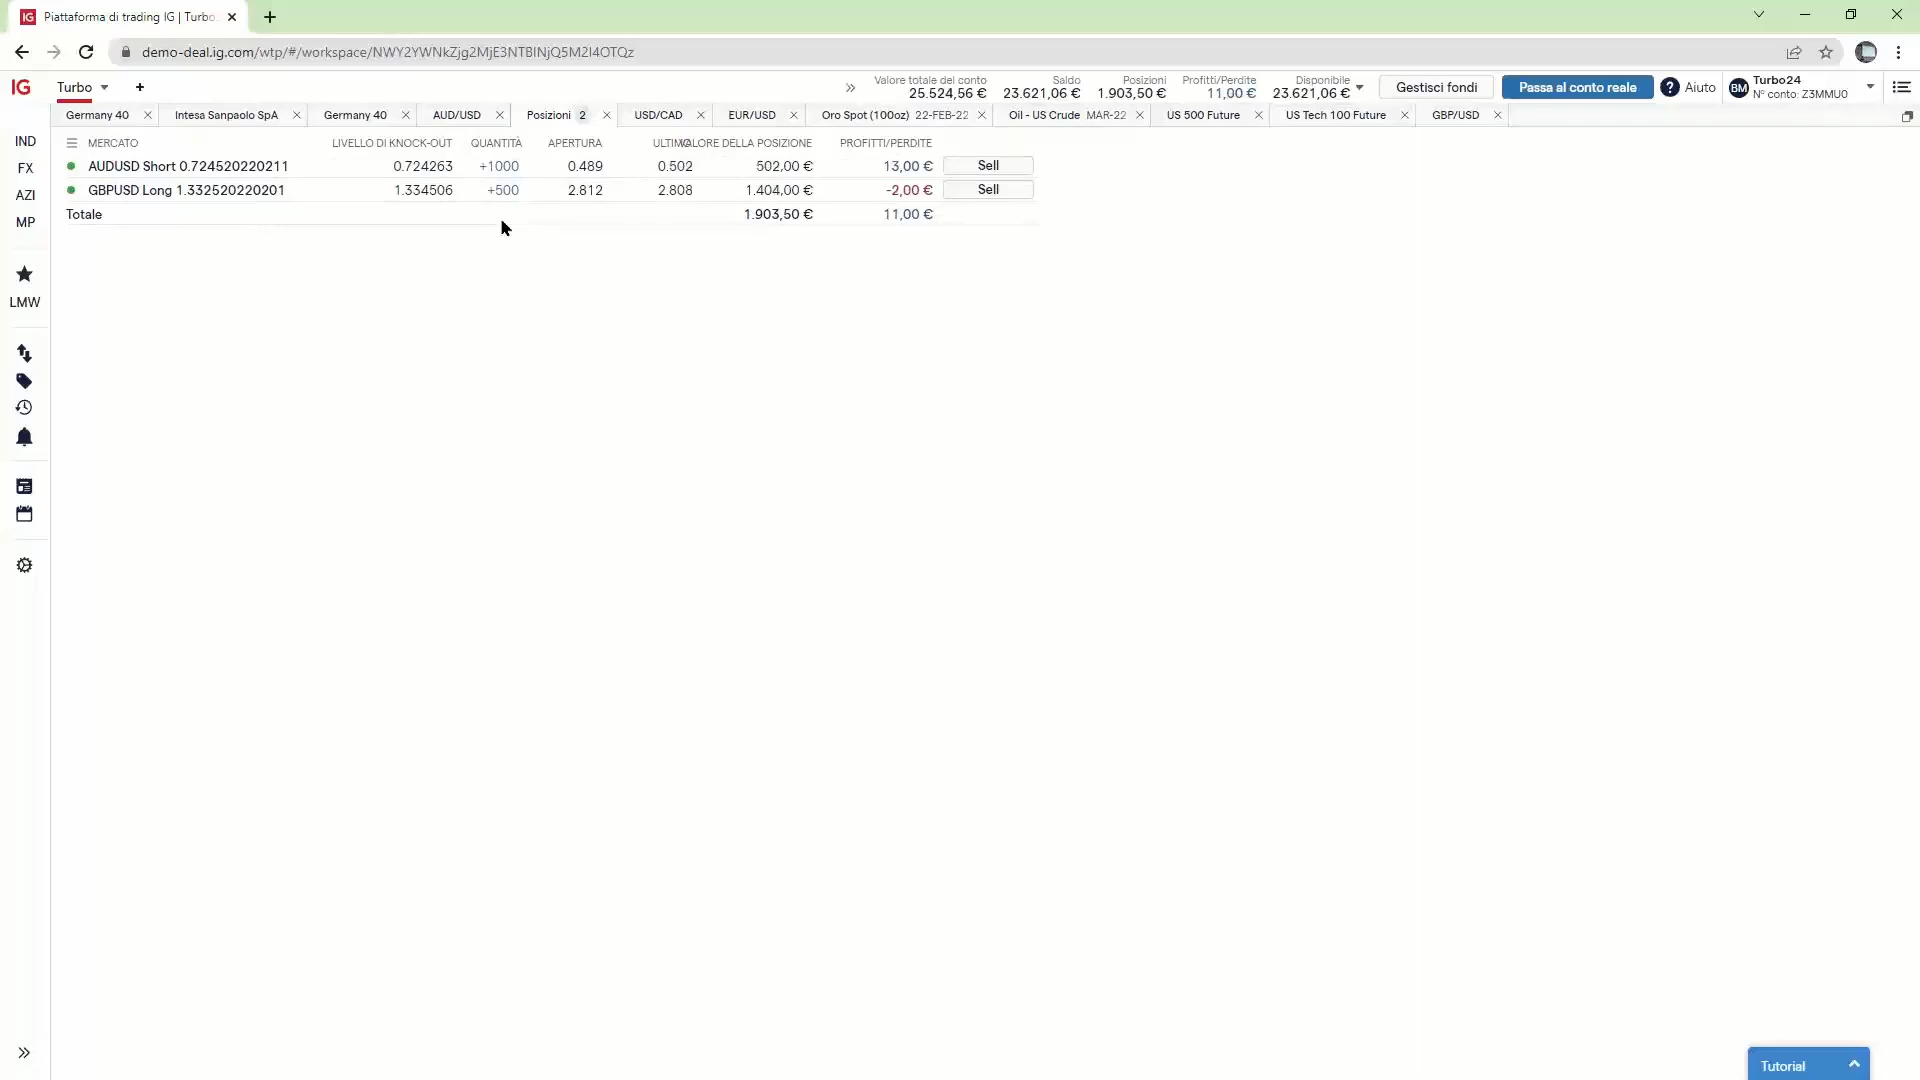 IG Piattaforma di trading IG | Turbo
demo-deal.ig.com/wtp/#/workspace/NWY2YWNkZjg2MjE3NTBlNjQ5M2I4OTQz
IG Turbo
Valore totale del conto Saldo Posizioni Profitti/Perdite Disponibile
25.524,56 € 23.621,06 € 1.903,50 € 11,00 € 23.621,06 €
Gestisci fondi Passa al conto reale ? Aiuto BM Turbo24
N° conto: Z3MMU0
Germany 40 Intesa Sanpaolo SpA Germany 40 AUD/USD Posizioni 2 USD/CAD EUR/USD Oro Spot (100oz) 22-FEB-22 Oil - US Crude MAR-22 US 500 Future US Tech 100 Future GBP/USD
IND
FX
AZI
MP
LMW
MERCATO LIVELLO DI KNOCK-OUT QUANTITÀ APERTURA ULTIMO VALORE DELLA POSIZIONE PROFITTI/PERDITE
AUDUSD Short 0.724520220211 0.724263 +1000 0.489 0.502 502,00 € 13,00 € Sell
GBPUSD Long 1.332520220201 1.334506 +500 2.812 2.808 1.404,00 € -2,00 € Sell
Totale 1.903,50 € 11,00 €
Tutorial